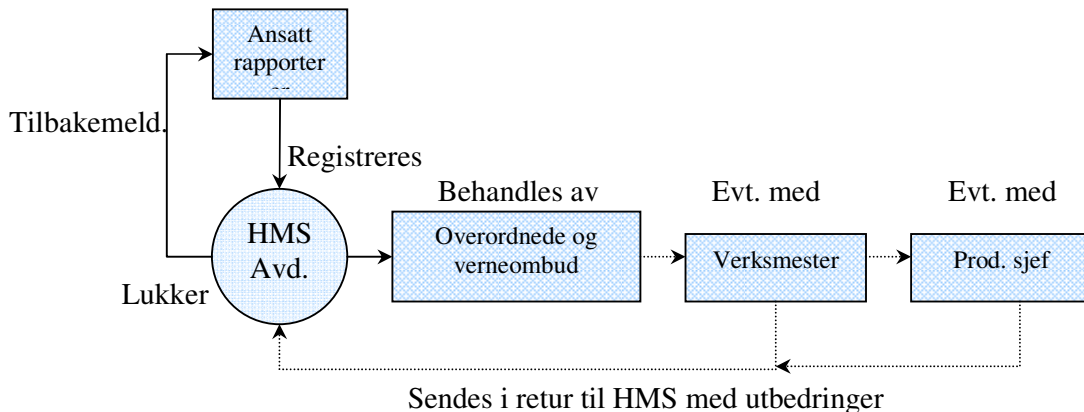 Ansatt
rapporter
Tilbakemeld.
Registreres
Behandles av
Evt. med
Evt. med
HMS
Avd.
Overordnede og
verneombud
Verksmester
Prod. sjef
Lukker
Sendes i retur til HMS med utbedringer